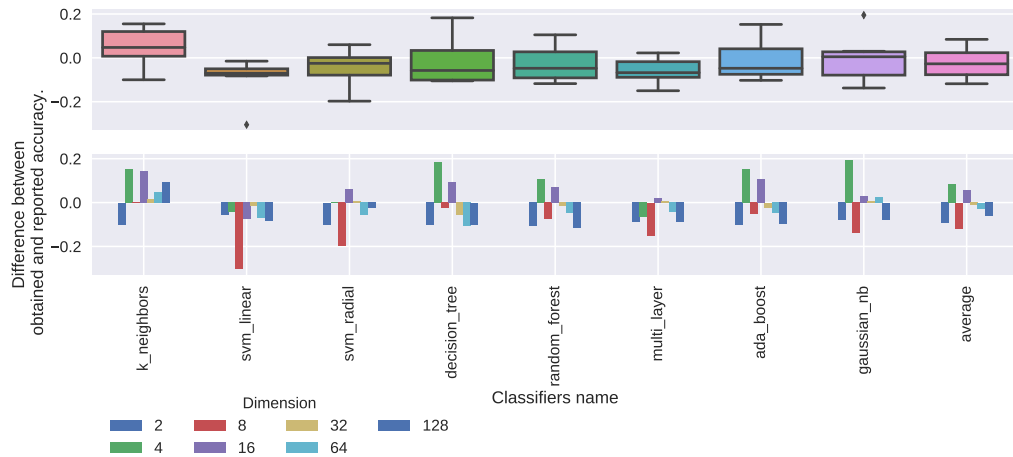 0.2
0.0
−0.2
0.2
0.0
−0.2
Difference between
obtained and reported accuracy.
k_neighbors
svm_linear
svm_radial
decision_tree
random_forest
multi_layer
ada_boost
gaussian_nb
average
Classifiers name
Dimension
2 8 32 128
4 16 64